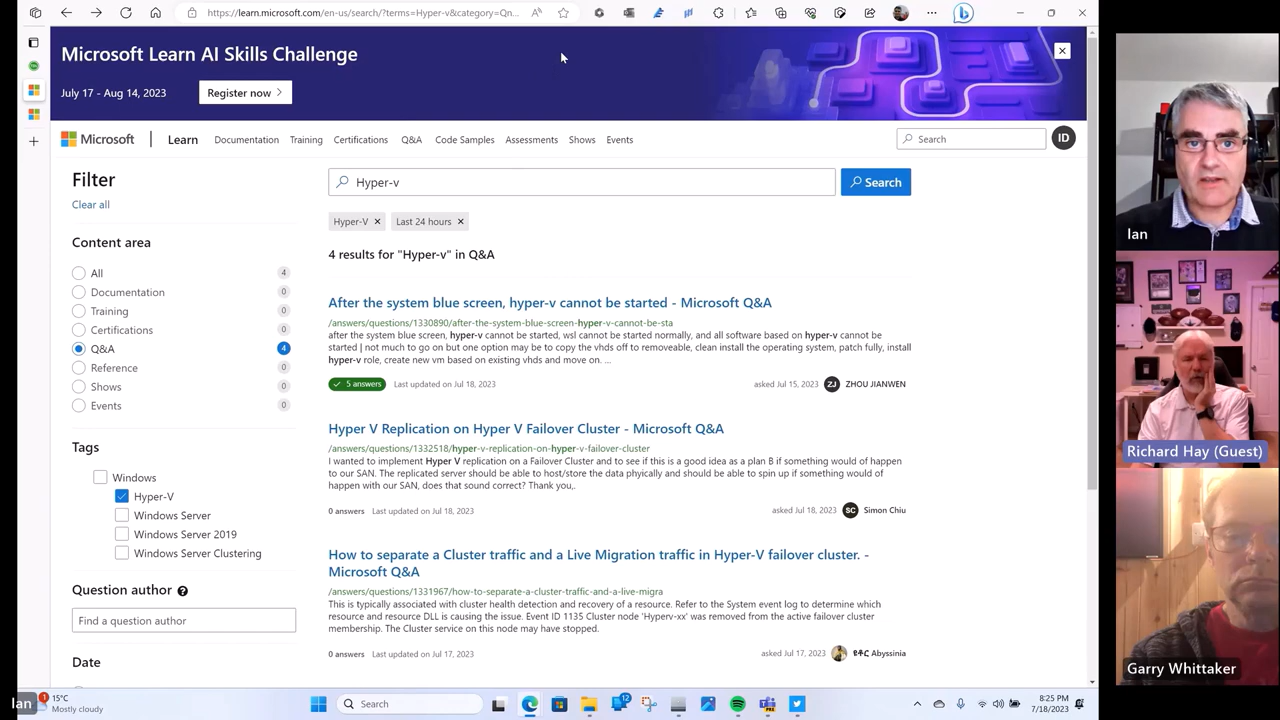 https://learn.microsoft.com/en-us/search/?terms=Hyper-v&category=Qn...
Microsoft Learn AI Skills Challenge
July 17 - Aug 14, 2023
Register now
Microsoft
Learn
Documentation
Training
Certifications
Q&A
Code Samples
Assessments
Shows
Events
Search
ID
Filter
Clear all
Content area
All 4
Documentation 0
Training 0
Certifications 0
Q&A 4
Reference 0
Shows 0
Events 0
Tags
Windows
Hyper-V
Windows Server
Windows Server 2019
Windows Server Clustering
Question author
Find a question author
Date
Hyper-v
Search
Hyper-V
Last 24 hours
4 results for "Hyper-v" in Q&A
After the system blue screen, hyper-v cannot be started - Microsoft Q&A
/answers/questions/1330890/after-the-system-blue-screen-hyper-v-cannot-be-sta
after the system blue screen, hyper-v cannot be started, wsl cannot be started normally, and all software based on hyper-v cannot be
started | not much to go on but one option may be to copy the vhds off to removeable, clean install the operating system, patch fully, install
hyper-v role, create new vm based on existing vhds and move on. ...
5 answers
Last updated on Jul 18, 2023
asked Jul 15, 2023
ZJ
ZHOU JIANWEN
Hyper V Replication on Hyper V Failover Cluster - Microsoft Q&A
/answers/questions/1332518/hyper-v-replication-on-hyper-v-failover-cluster
I wanted to implement Hyper V replication on a Failover Cluster and to see if this is a good idea as a plan B if something would of happen
to our SAN. The replicated server should be able to host/store the data phyically and should be able to spin up if something would of
happen with our SAN, does that sound correct? Thank you,.
0 answers
Last updated on Jul 18, 2023
asked Jul 18, 2023
SC
Simon Chiu
How to separate a Cluster traffic and a Live Migration traffic in Hyper-V failover cluster. -
Microsoft Q&A
/answers/questions/1331967/how-to-separate-a-cluster-traffic-and-a-live-migra
This is typically associated with cluster health detection and recovery of a resource. Refer to the System event log to determine which
resource and resource DLL is causing the issue. Event ID 1135 Cluster node 'Hyperv-xx' was removed from the active failover cluster
membership. The Cluster service on this node may have stopped.
0 answers
Last updated on Jul 17, 2023
asked Jul 17, 2023
Abyssinia
Ian
Richard Hay (Guest)
Garry Whittaker
Ian
1
15°C
Mostly cloudy
Search
12
8:25 PM
7/18/2023